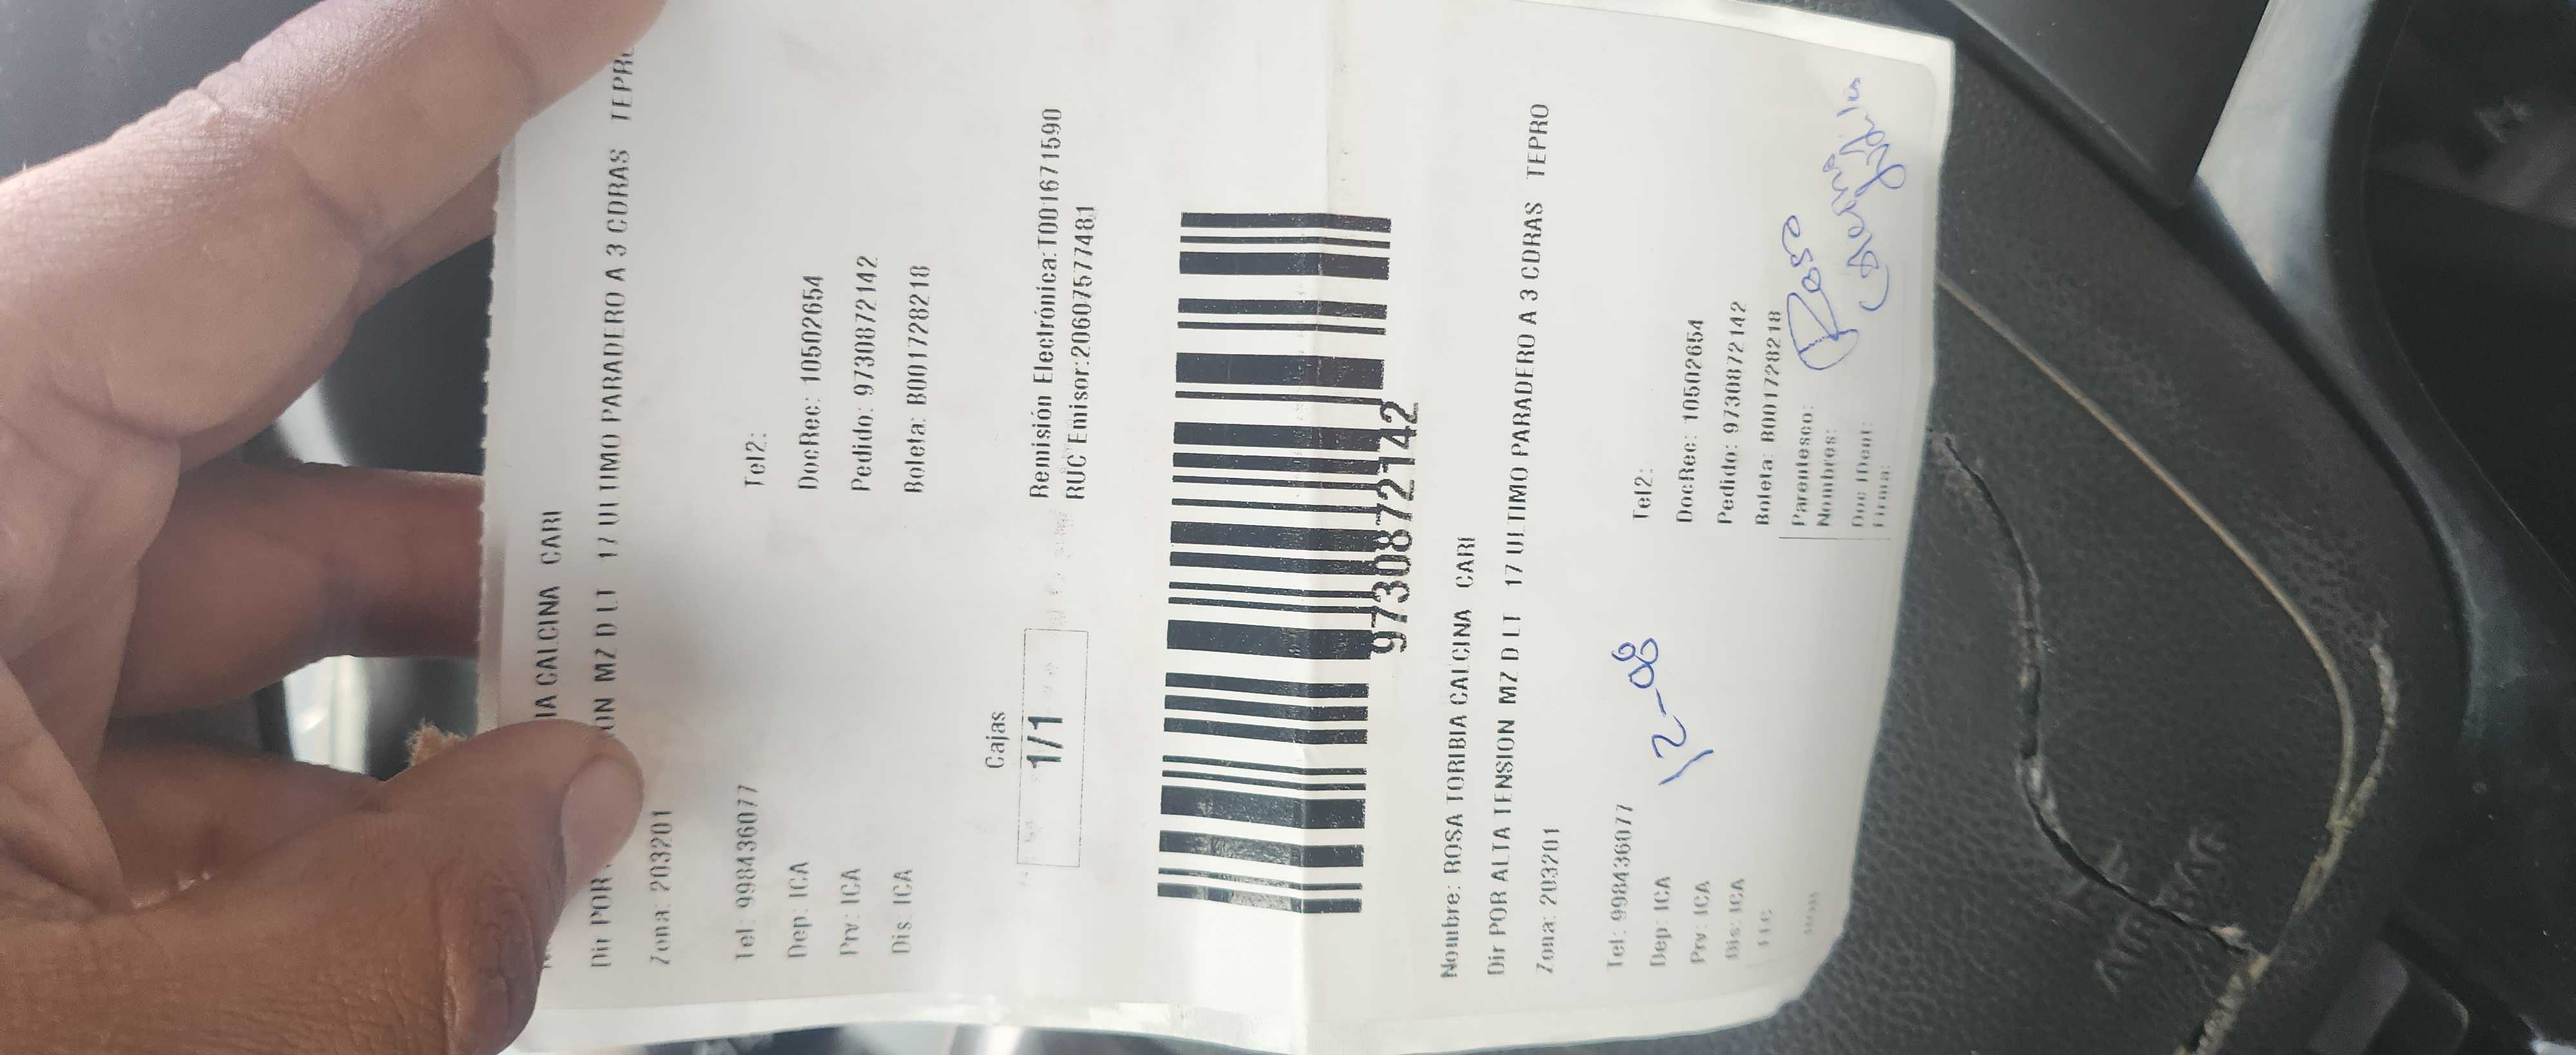 IA CALCINA CARI
Dir POR ON MZ D LT 17 ULTIMO PARADERO A 3 CDRAS TEPRO
Zona: 203201
Tel: 998436077 Tel2:
Dep: ICA DocRec: 10502654
Prv: ICA Pedido: 9730872142
Dis: ICA Boleta: B001728218
Cajas
1/1
Remisión Electrónica:T001671590
RUC Emisor:20607577481
9730872142
Nombre: ROSA TORIBIA CALCINA CARI
Dir POR ALTA TENSION MZ D LT 17 ULTIMO PARADERO A 3 CDRAS TEPRO
Zona: 203201
Tel: 998436077 Tel2:
Dep: ICA DocRec: 10502654
Prv: ICA Pedido: 9730872142
Dis: ICA Boleta: B001728218
12-08
Parentesco:
Nombres: Rosa
Doc Ident:
Firma:
AIRBAG